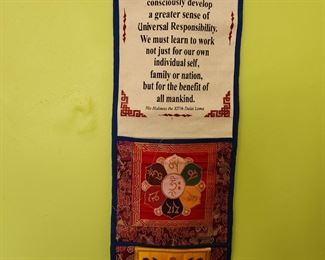 consciously develop
a greater sense of
Universal Responsibility.
We must learn to work
not just for our own
individual self,
family or nation,
but for the benefit of
all mankind.
His Holiness the XIVth Dalai Lama